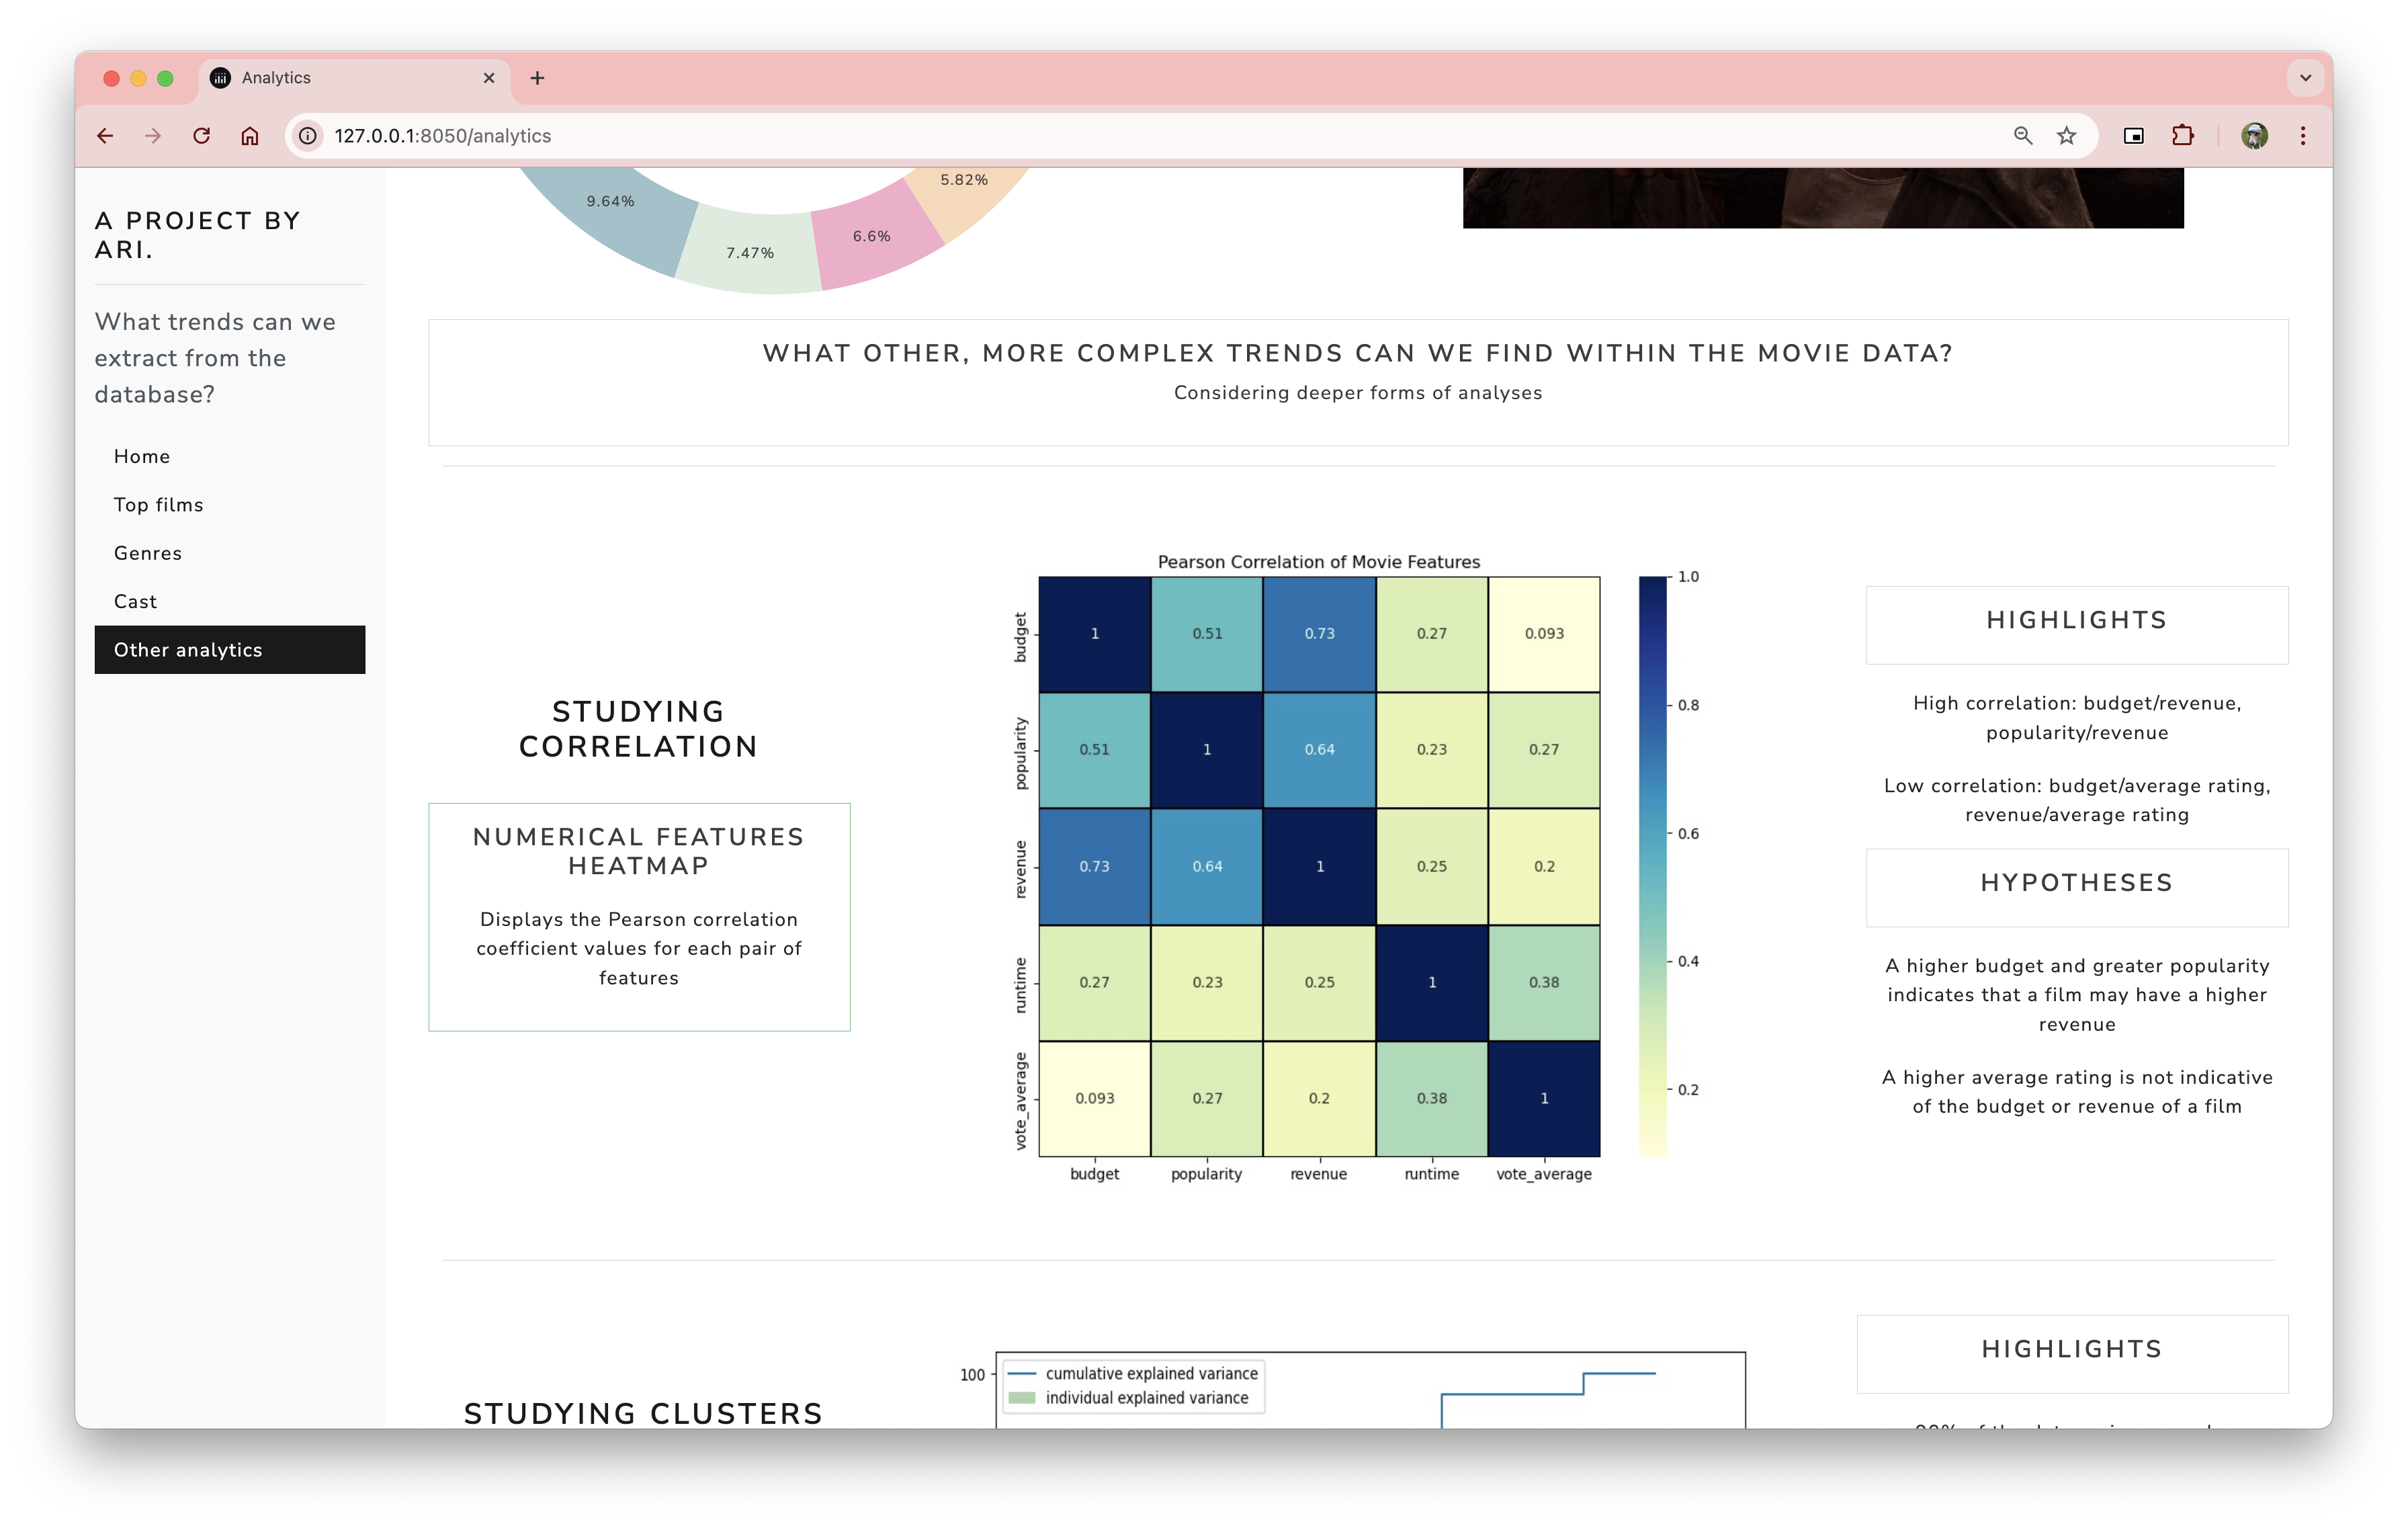 Analytics
127.0.0.1:8050/analytics
A PROJECT BY
ARI.
What trends can we
extract from the
database?
Home
Top films
Genres
Cast
Other analytics
5.82%
9.64%
6.6%
7.47%
WHAT OTHER, MORE COMPLEX TRENDS CAN WE FIND WITHIN THE MOVIE DATA?
Considering deeper forms of analyses
STUDYING
CORRELATION
NUMERICAL FEATURES
HEATMAP
Displays the Pearson correlation
coefficient values for each pair of
features
Pearson Correlation of Movie Features
budget 1 0.51 0.73 0.27 0.093
popularity 0.51 1 0.64 0.23 0.27
revenue 0.73 0.64 1 0.25 0.2
runtime 0.27 0.23 0.25 1 0.38
vote_average 0.093 0.27 0.2 0.38 1
budget popularity revenue runtime vote_average
1.0
0.8
0.6
0.4
0.2
HIGHLIGHTS
High correlation: budget/revenue,
popularity/revenue
Low correlation: budget/average rating,
revenue/average rating
HYPOTHESES
A higher budget and greater popularity
indicates that a film may have a higher
revenue
A higher average rating is not indicative
of the budget or revenue of a film
STUDYING CLUSTERS
100
cumulative explained variance
individual explained variance
HIGHLIGHTS